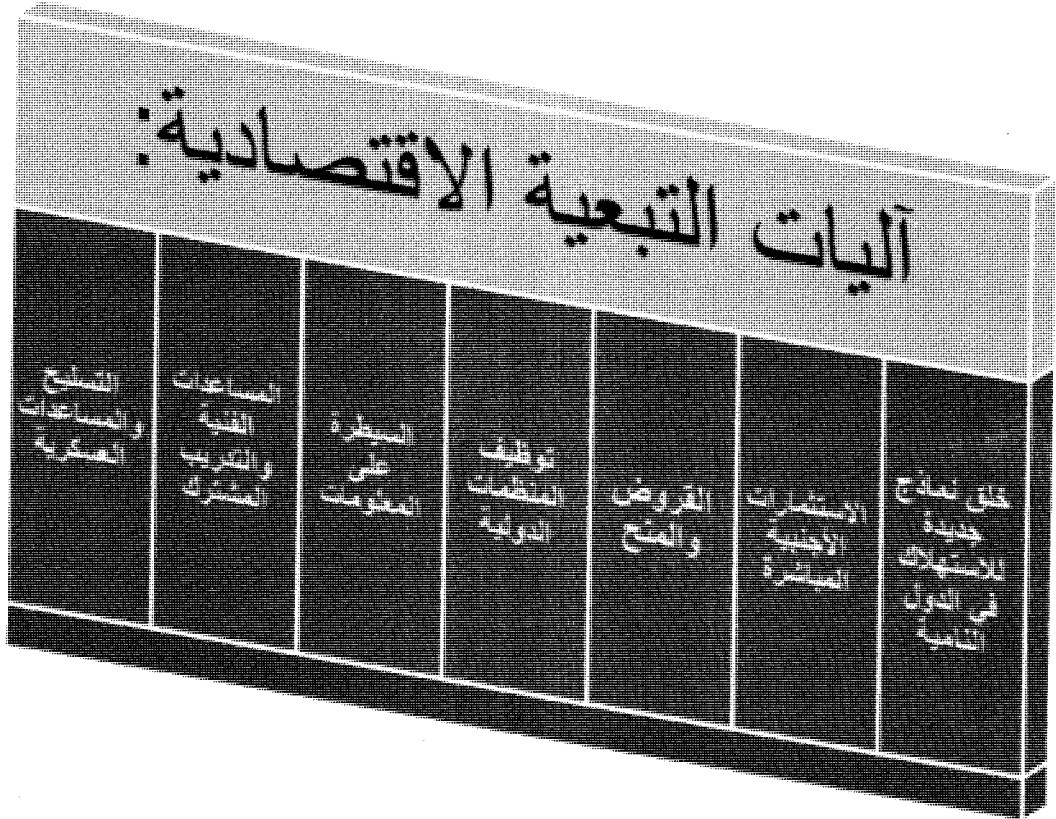 آليات التبعية الاقتصادية:
خلق نماذج
جديدة
للاستهلاك
في الدول
النامية
الاستثمارات
الأجنبية
المباشرة
القروض
والمنح
توظيف
المنظمات
الدولية
السيطرة
على
المعلومات
المساعدات
الفنية
والتدريب
المشترك
التسليح
والمساعدات
العسكرية